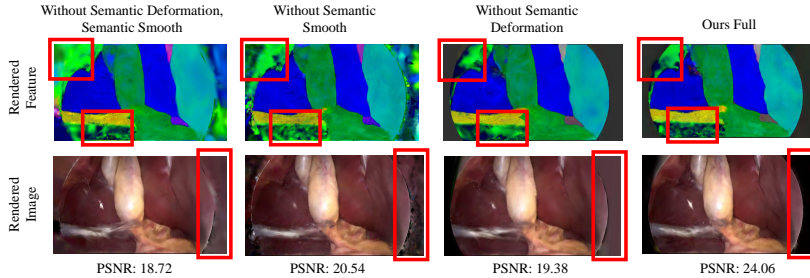 Without Semantic Deformation,
Semantic Smooth
Without Semantic
Smooth
Without Semantic
Deformation
Ours Full
Rendered
Feature
Rendered
Image
PSNR: 18.72
PSNR: 20.54
PSNR: 19.38
PSNR: 24.06